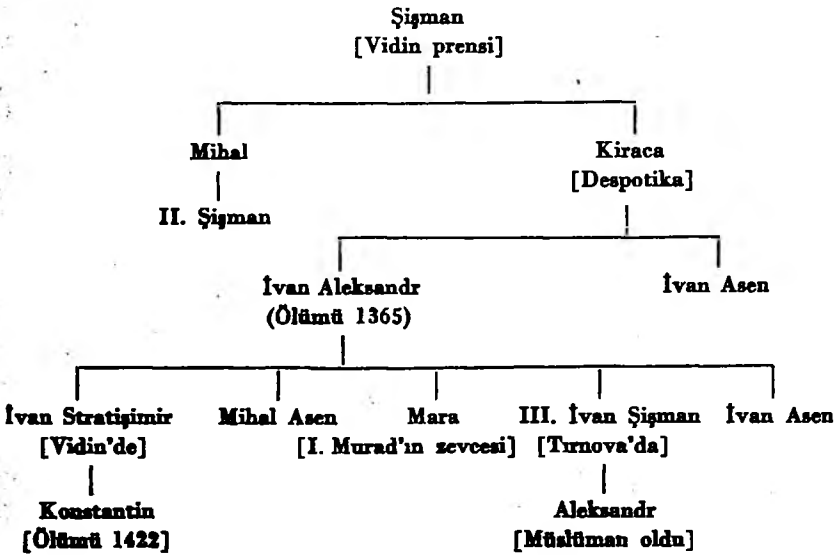 Şişman
[Vidin prensi]
Mihal Kiraca
[Despotika]
II. Şişman
İvan Aleksandr İvan Asen
(Ölümü 1365)
İvan Stratişimir Mihal Asen Mara III. İvan Şişman İvan Asen
[Vidin'de] [I. Murad'ın zevcesi] [Tırnova'da]
Konstantin Aleksandr
[Ölümü 1422] [Müslüman oldu]